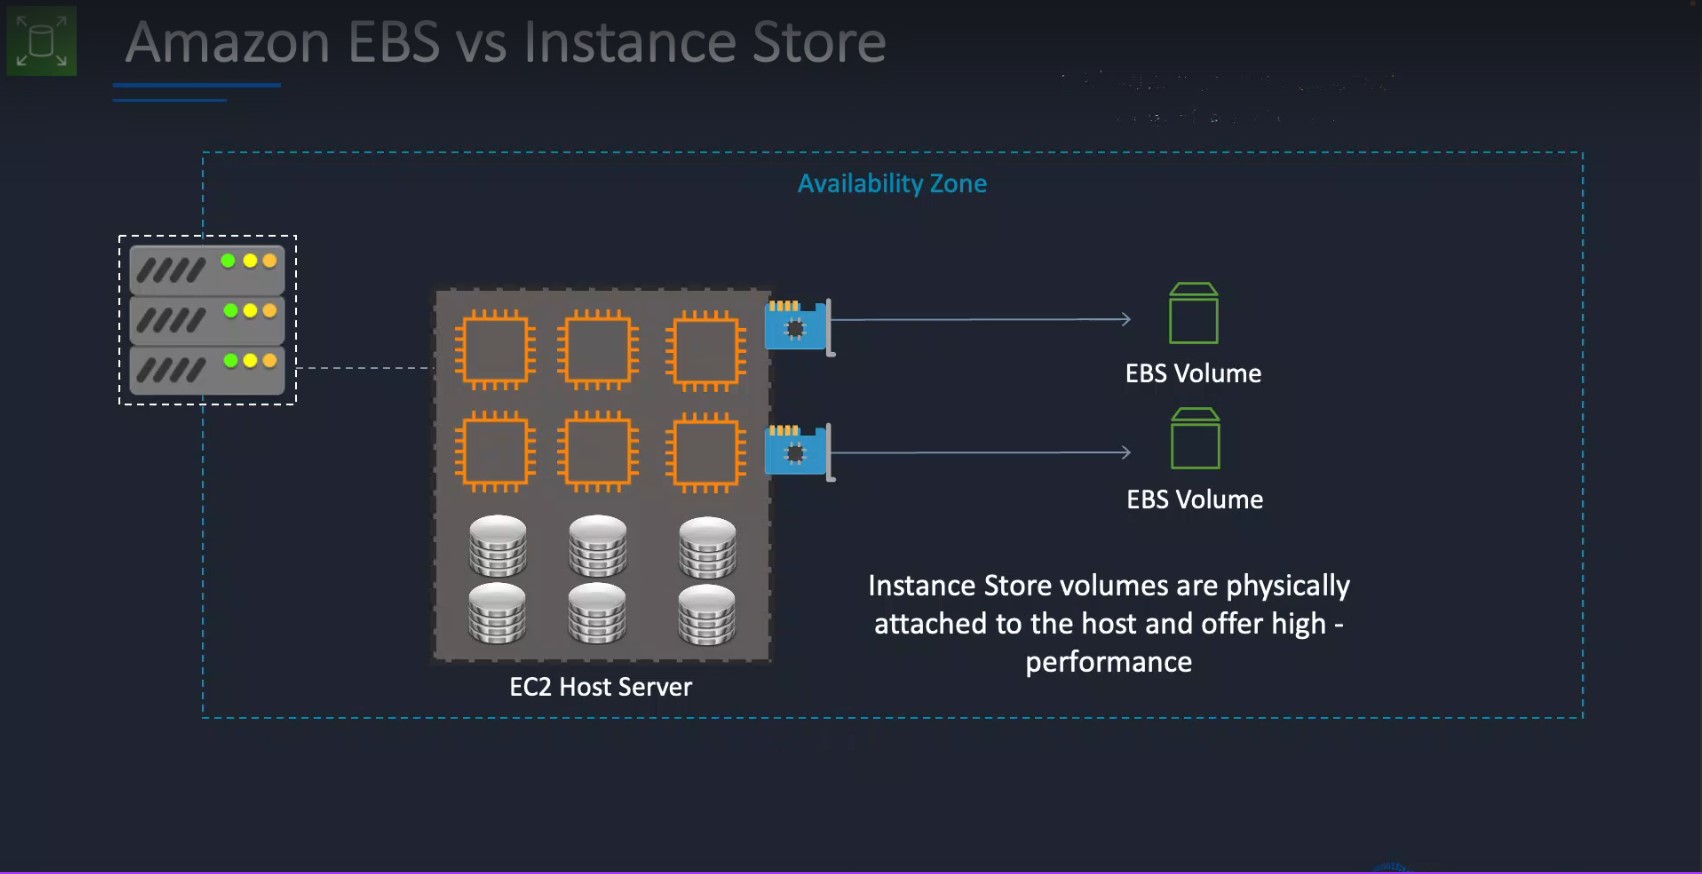 Amazon EBS vs Instance Store
Availability Zone
EBS Volume
EBS Volume
Instance Store volumes are physically
attached to the host and offer high -
performance
EC2 Host Server